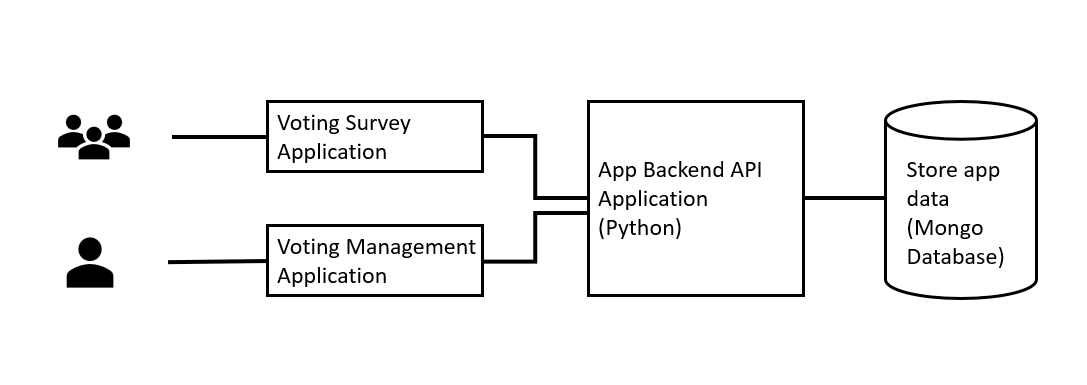 Voting Survey
Application
Voting Management
Application
App Backend API
Application
(Python)
Store app
data
(Mongo
Database)